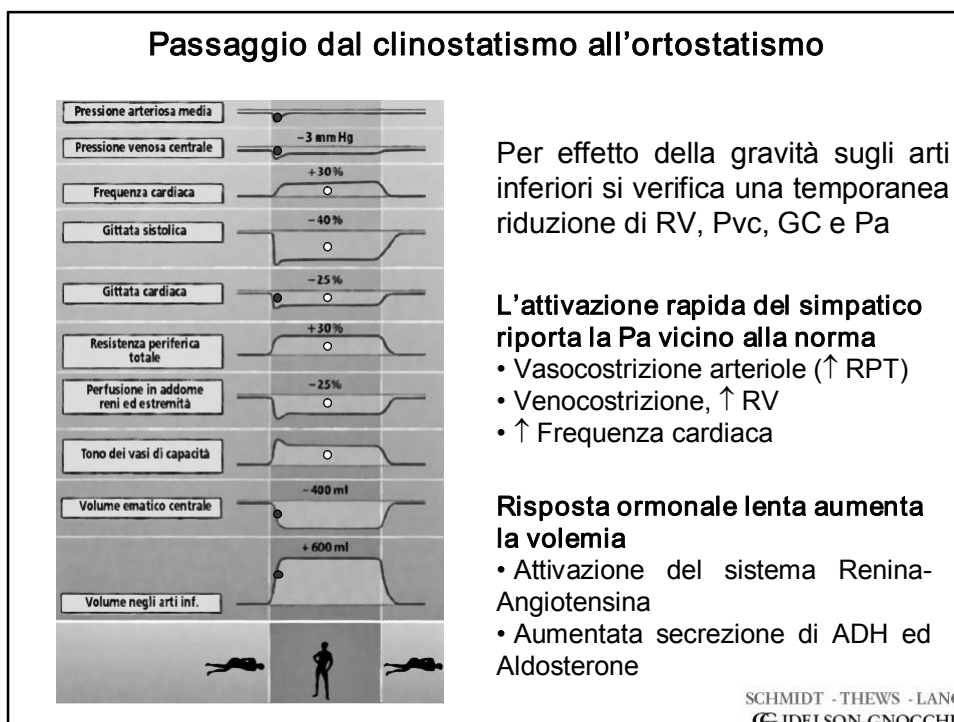 Passaggio dal clinostatismo all'ortostatismo
Pressione arteriosa media
Pressione venosa centrale
−3 mm Hg
Frequenza cardiaca
+30%
Gittata sistolica
−40%
Gittata cardiaca
−25%
Resistenza periferica
totale
+30%
Perfusione in addome
reni ed estremità
−25%
Tono dei vasi di capacità
Volume ematico centrale
−400 ml
Volume negli arti inf.
+600 ml
Per effetto della gravità sugli arti
inferiori si verifica una temporanea
riduzione di RV, Pvc, GC e Pa
L'attivazione rapida del simpatico
riporta la Pa vicino alla norma
• Vasocostrizione arteriole (↑ RPT)
• Venocostrizione, ↑ RV
• ↑ Frequenza cardiaca
Risposta ormonale lenta aumenta
la volemia
• Attivazione del sistema Renina-
Angiotensina
• Aumentata secrezione di ADH ed
Aldosterone
SCHMIDT - THEWS - LANG
IDELSON-GNOCCHI